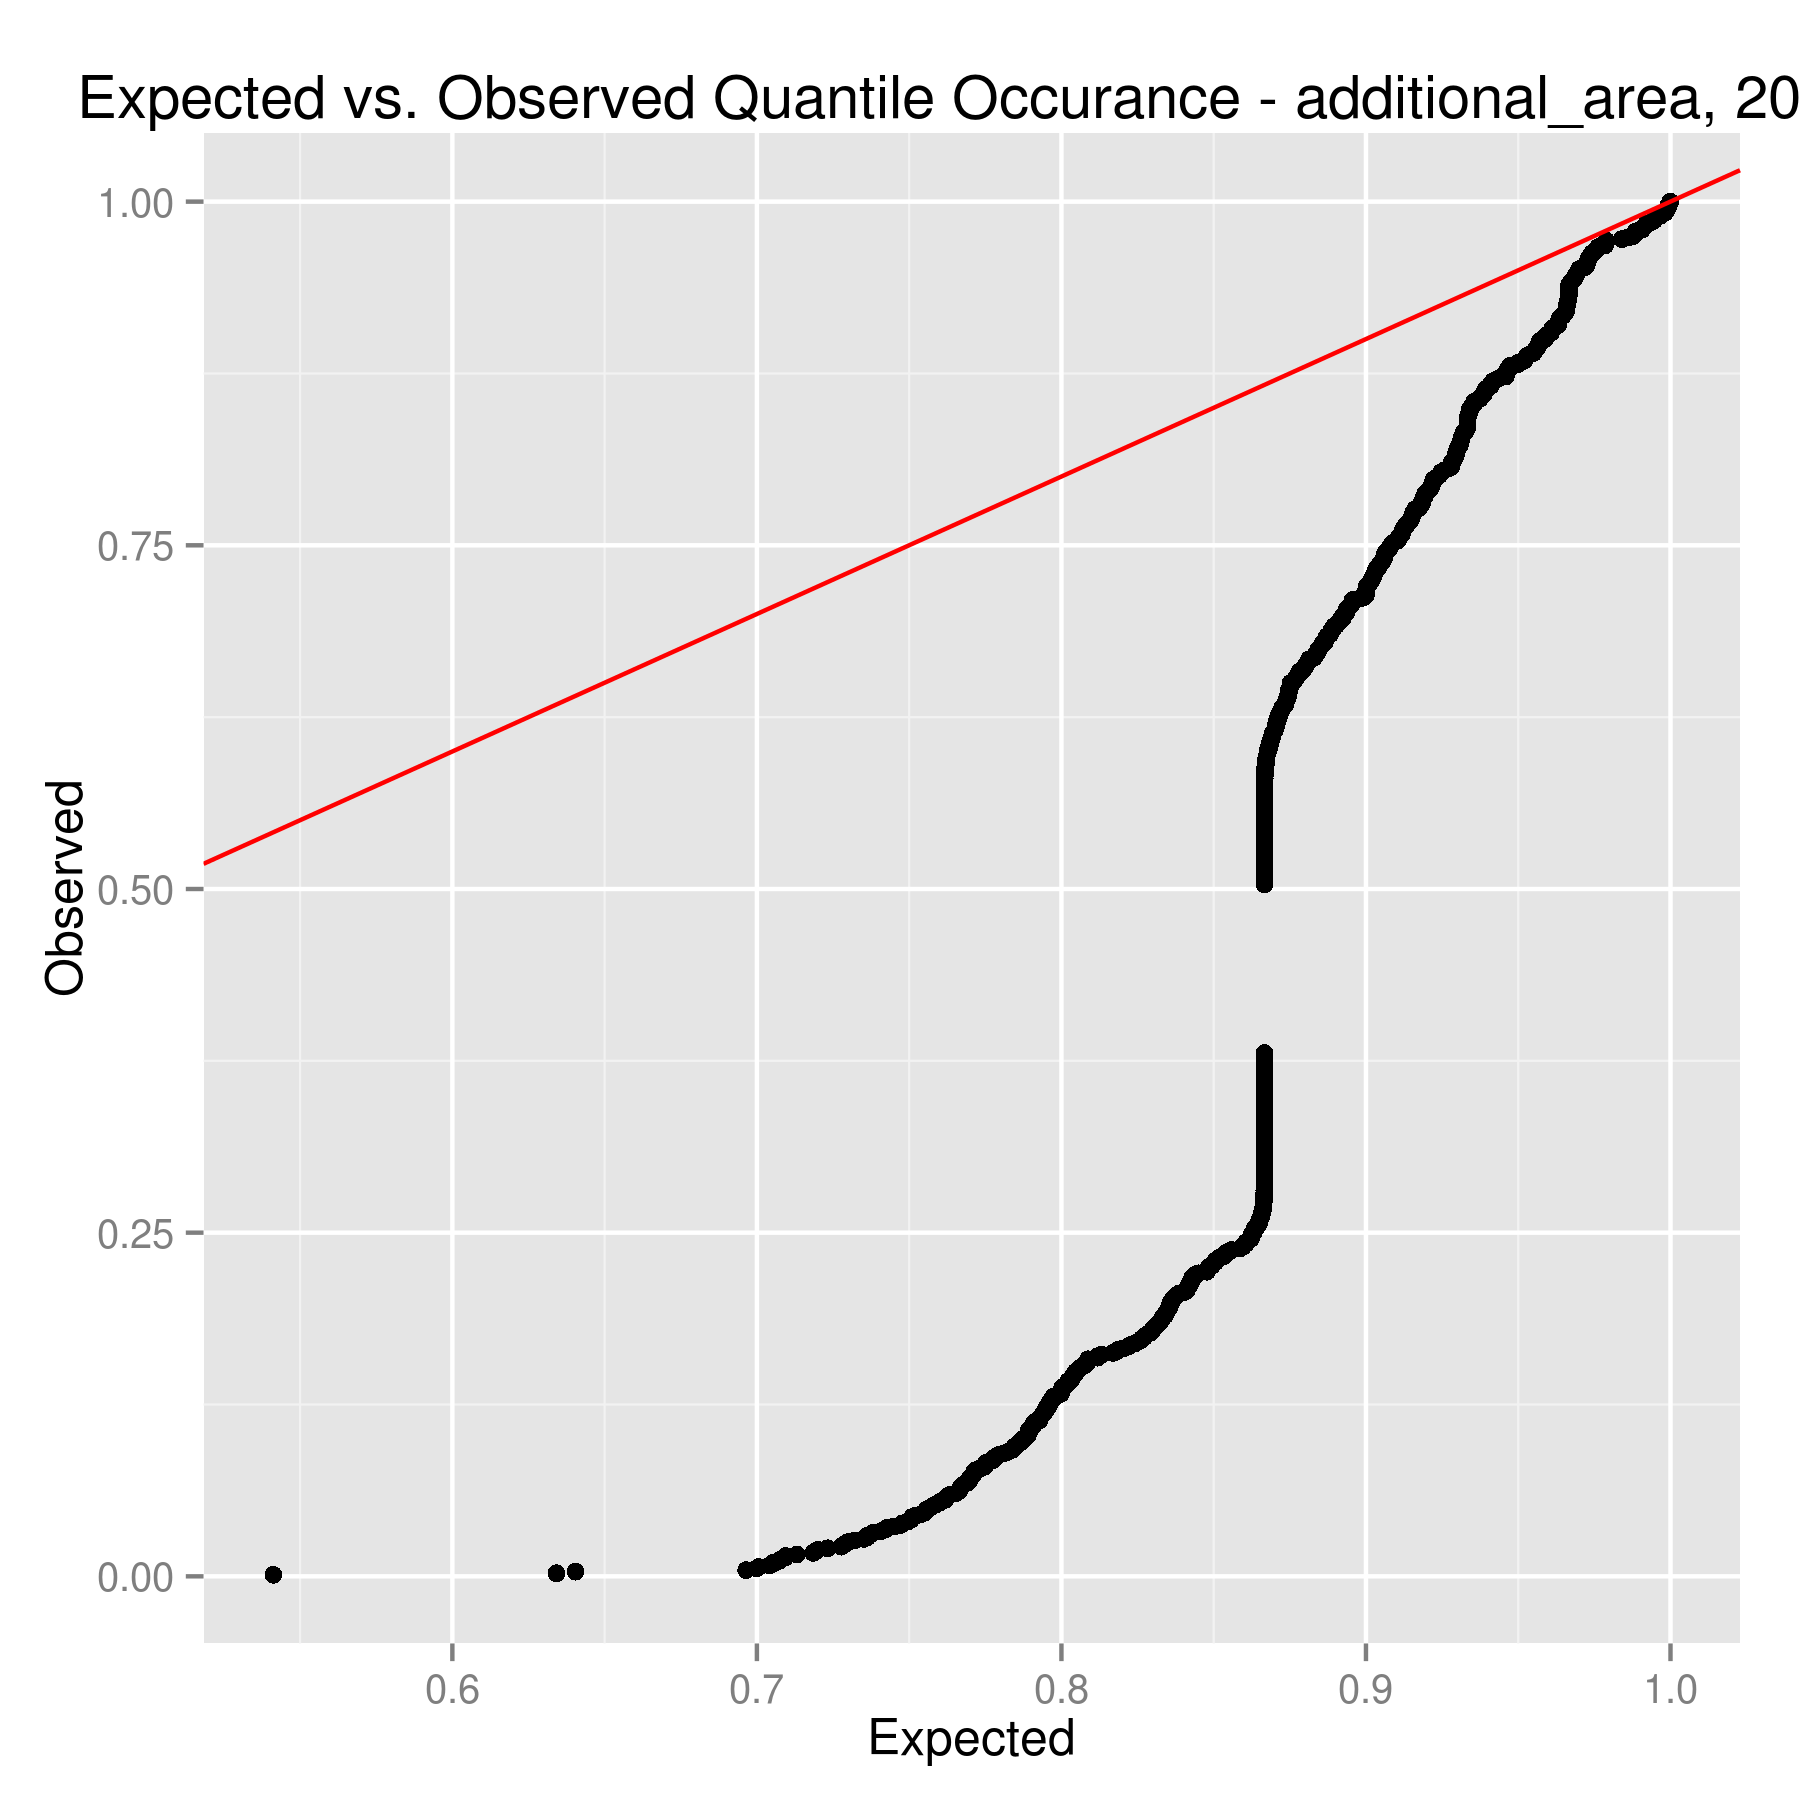 Expected vs. Observed Quantile Occurance - additional_area, 20
1.00
0.75
0.50
0.25
0.00
Observed
0.6 0.7 0.8 0.9 1.0
Expected